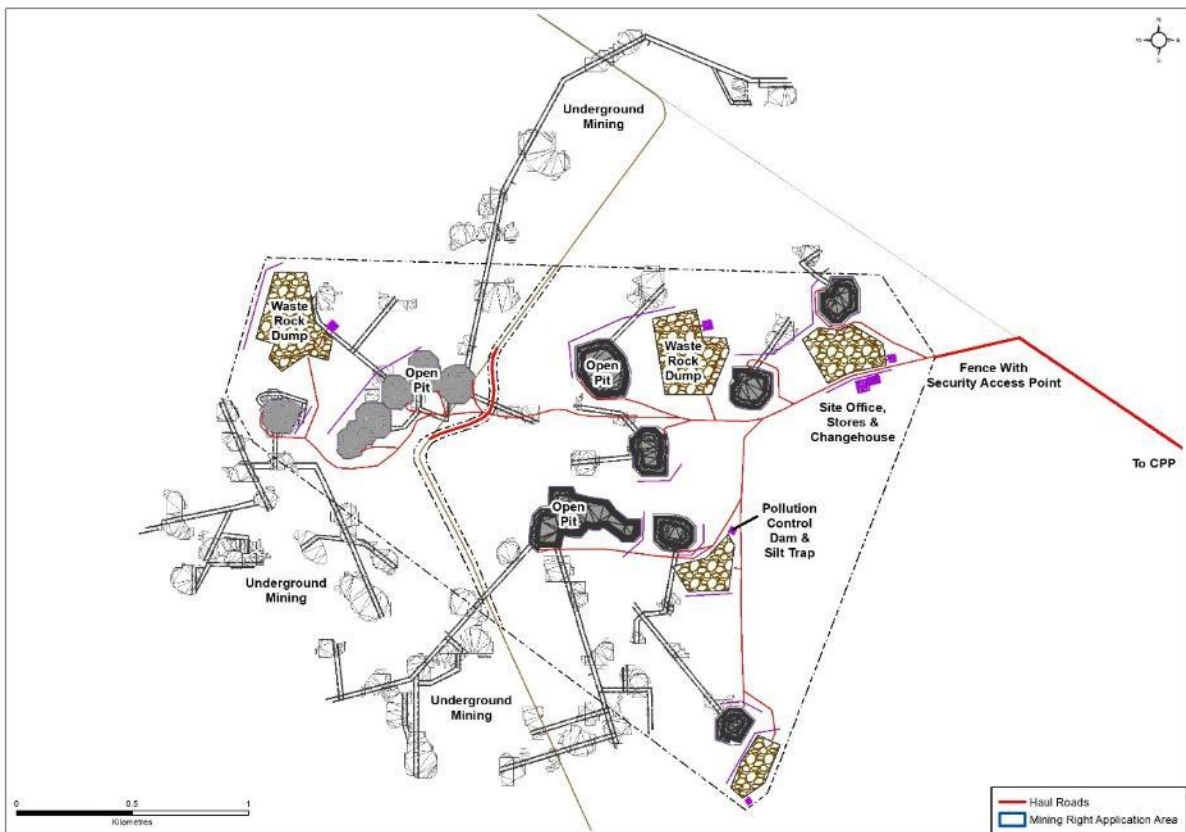 N
W
E
S
Underground
Mining
Waste
Rock
Dump
Open
Pit
Open
Pit
Waste
Rock
Dump
Fence With
Security Access Point
Site Office,
Stores &
Changehouse
To CPP
Open
Pit
Pollution
Control
Dam &
Silt Trap
Underground
Mining
Underground
Mining
0
0.5
1
Kilometres
Haul Roads
Mining Right Application Area